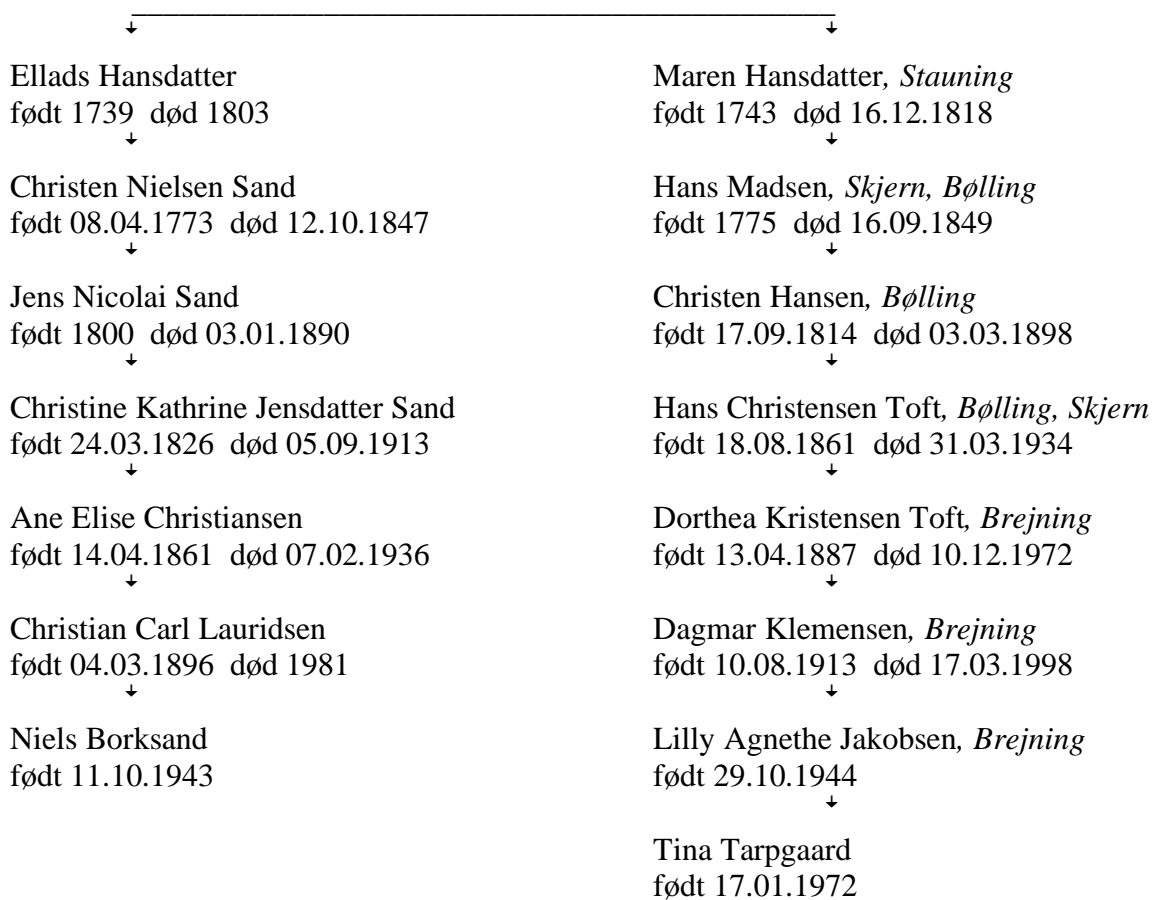 Ellads Hansdatter
født 1739 død 1803
Christen Nielsen Sand
født 08.04.1773 død 12.10.1847
Jens Nicolai Sand
født 1800 død 03.01.1890
Christine Kathrine Jensdatter Sand
født 24.03.1826 død 05.09.1913
Ane Elise Christiansen
født 14.04.1861 død 07.02.1936
Christian Carl Lauridsen
født 04.03.1896 død 1981
Niels Borksand
født 11.10.1943
Maren Hansdatter, Stauning
født 1743 død 16.12.1818
Hans Madsen, Skjern, Bølling
født 1775 død 16.09.1849
Christen Hansen, Bølling
født 17.09.1814 død 03.03.1898
Hans Christensen Toft, Bølling, Skjern
født 18.08.1861 død 31.03.1934
Dorthea Kristensen Toft, Brejning
født 13.04.1887 død 10.12.1972
Dagmar Klemensen, Brejning
født 10.08.1913 død 17.03.1998
Lilly Agnethe Jakobsen, Brejning
født 29.10.1944
Tina Tarpgaard
født 17.01.1972